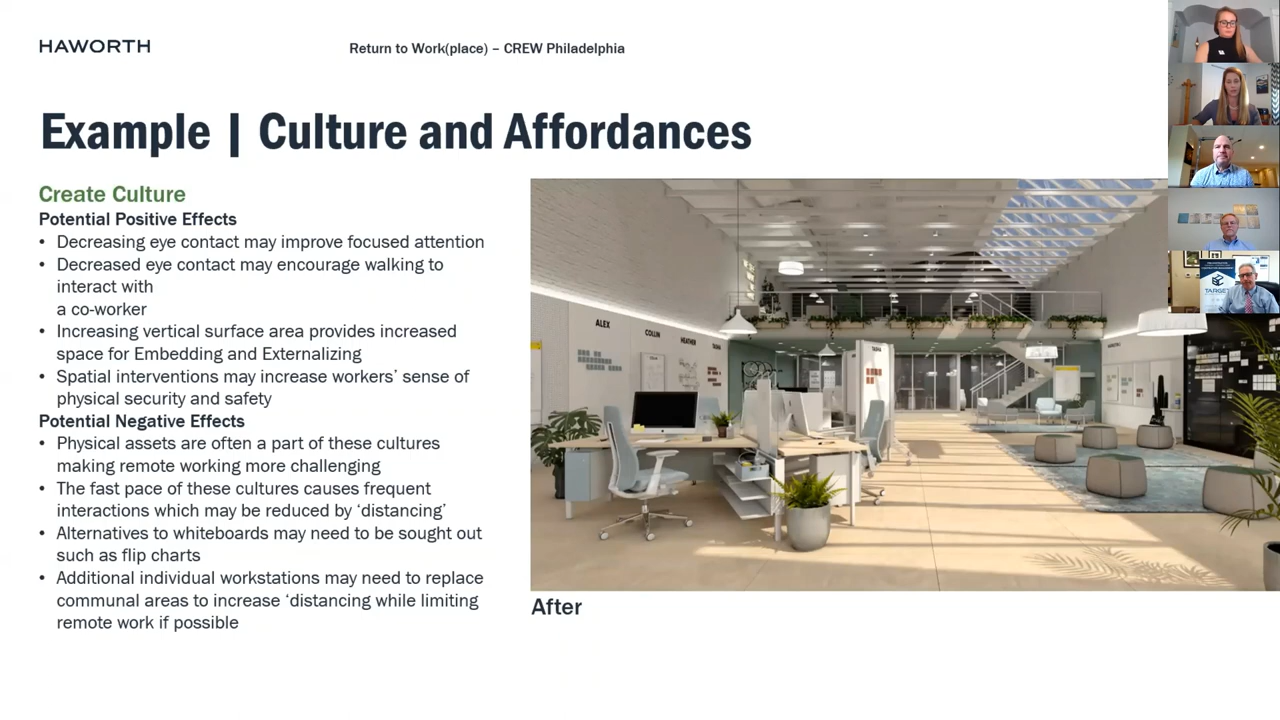 HAWORTH
Return to Work(place) – CREW Philadelphia
Example | Culture and Affordances
Create Culture
Potential Positive Effects
• Decreasing eye contact may improve focused attention
• Decreased eye contact may encourage walking to
interact with
a co-worker
• Increasing vertical surface area provides increased
space for Embedding and Externalizing
• Spatial interventions may increase workers’ sense of
physical security and safety
Potential Negative Effects
• Physical assets are often a part of these cultures
making remote working more challenging
• The fast pace of these cultures causes frequent
interactions which may be reduced by ‘distancing’
• Alternatives to whiteboards may need to be sought out
such as flip charts
• Additional individual workstations may need to replace
communal areas to increase ‘distancing while limiting
remote work if possible
ALEX
COLLIN
HEATHER
TASHA
TASHA
After
TARGET